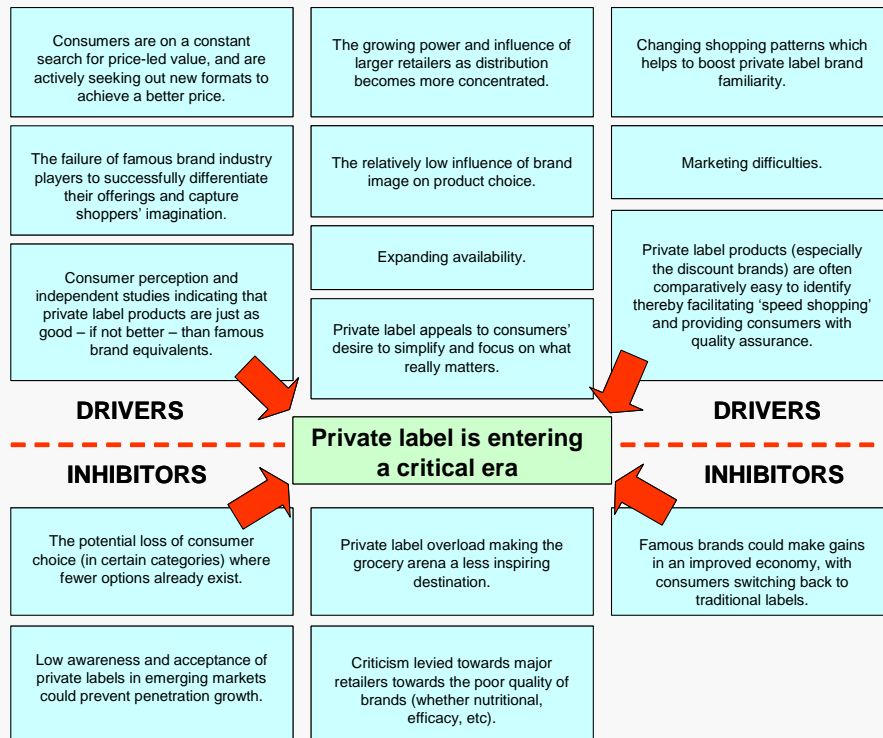 Consumers are on a constant
search for price-led value, and are
actively seeking out new formats to
achieve a better price.
The growing power and influence of
larger retailers as distribution
becomes more concentrated.
Changing shopping patterns which
helps to boost private label brand
familiarity.
The failure of famous brand industry
players to successfully differentiate
their offerings and capture
shoppers' imagination.
The relatively low influence of brand
image on product choice.
Marketing difficulties.
Consumer perception and
independent studies indicating that
private label products are just as
good – if not better – than famous
brand equivalents.
Expanding availability.
Private label appeals to consumers'
desire to simplify and focus on what
really matters.
Private label products (especially
the discount brands) are often
comparatively easy to identify
thereby facilitating 'speed shopping'
and providing consumers with
quality assurance.
DRIVERS
DRIVERS
Private label is entering
a critical era
INHIBITORS
INHIBITORS
The potential loss of consumer
choice (in certain categories) where
fewer options already exist.
Private label overload making the
grocery arena a less inspiring
destination.
Famous brands could make gains
in an improved economy, with
consumers switching back to
traditional labels.
Low awareness and acceptance of
private labels in emerging markets
could prevent penetration growth.
Criticism levied towards major
retailers towards the poor quality of
brands (whether nutritional,
efficacy, etc).